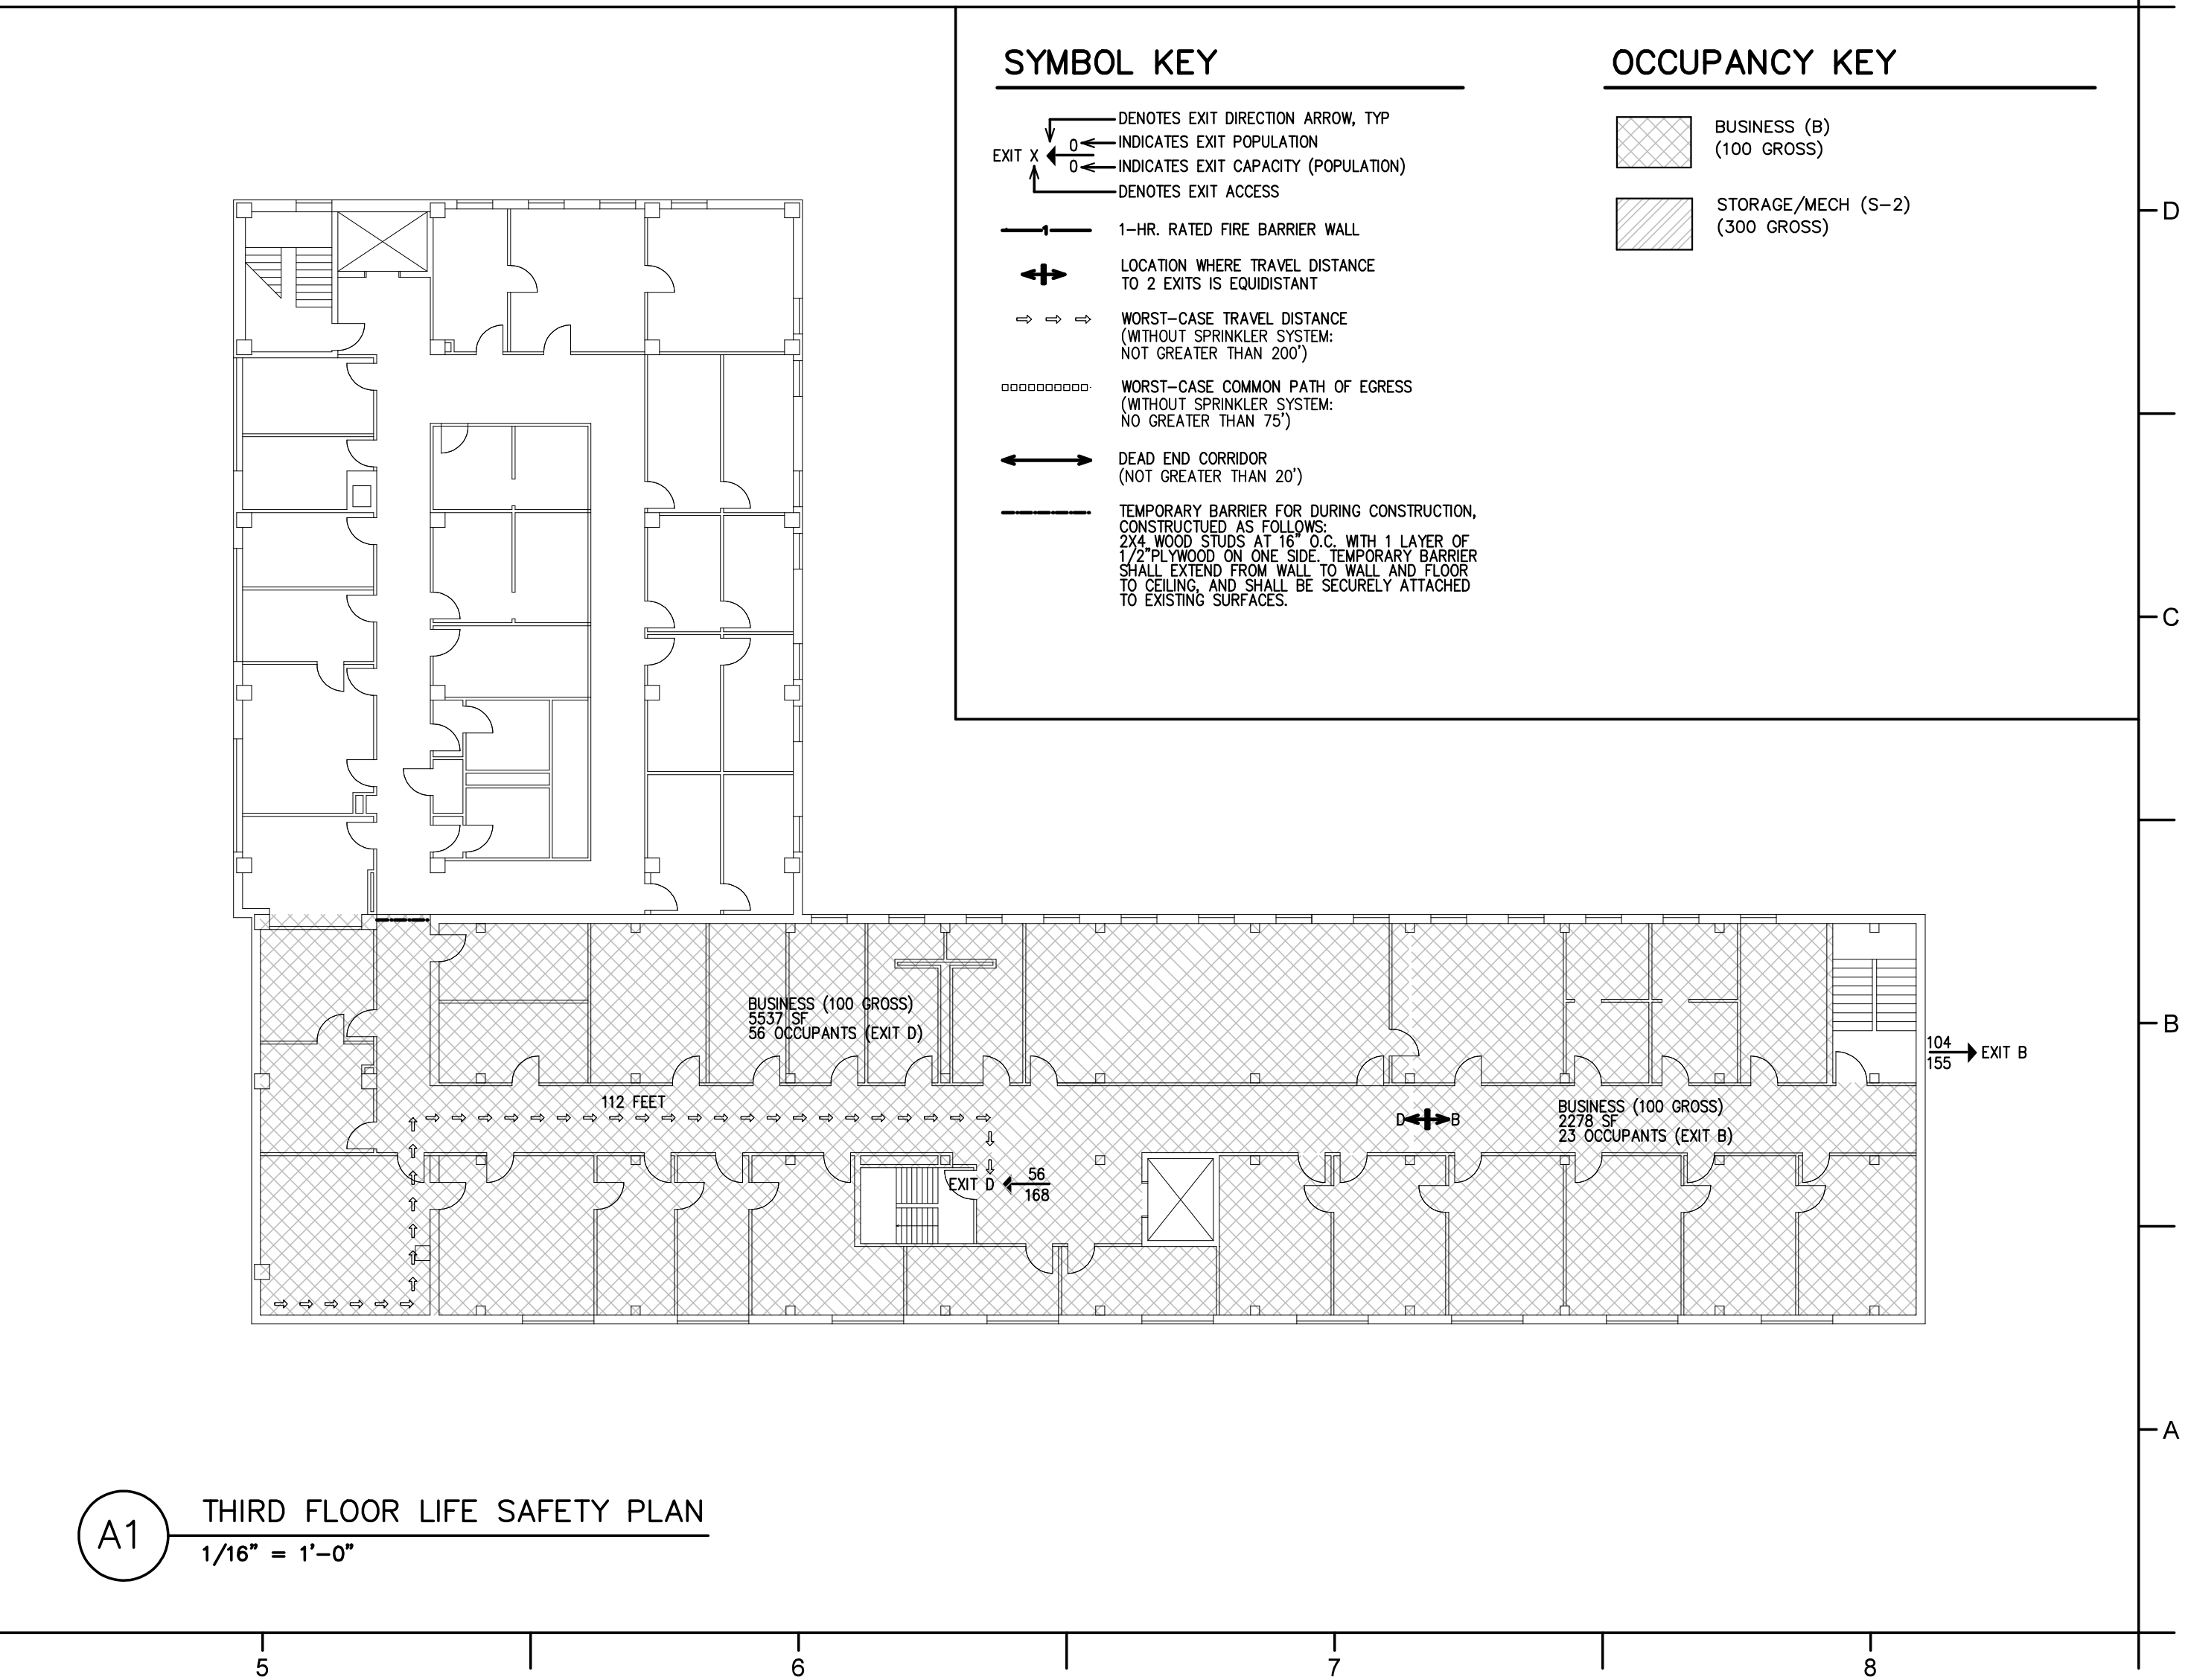 SYMBOL KEY
DENOTES EXIT DIRECTION ARROW, TYP
0
INDICATES EXIT POPULATION
EXIT X
0
INDICATES EXIT CAPACITY (POPULATION)
DENOTES EXIT ACCESS
1
1-HR. RATED FIRE BARRIER WALL
LOCATION WHERE TRAVEL DISTANCE
TO 2 EXITS IS EQUIDISTANT
WORST-CASE TRAVEL DISTANCE
(WITHOUT SPRINKLER SYSTEM:
NOT GREATER THAN 200')
WORST-CASE COMMON PATH OF EGRESS
(WITHOUT SPRINKLER SYSTEM:
NO GREATER THAN 75')
DEAD END CORRIDOR
(NOT GREATER THAN 20')
TEMPORARY BARRIER FOR DURING CONSTRUCTION,
CONSTRUCTUED AS FOLLOWS:
2X4 WOOD STUDS AT 16" O.C. WITH 1 LAYER OF
1/2"PLYWOOD ON ONE SIDE. TEMPORARY BARRIER
SHALL EXTEND FROM WALL TO WALL AND FLOOR
TO CEILING, AND SHALL BE SECURELY ATTACHED
TO EXISTING SURFACES.
OCCUPANCY KEY
BUSINESS (B)
(100 GROSS)
STORAGE/MECH (S-2)
(300 GROSS)
D
C
B
A
BUSINESS (100 GROSS)
5537 SF
56 OCCUPANTS (EXIT D)
104
155
EXIT B
112 FEET
D
B
BUSINESS (100 GROSS)
2278 SF
23 OCCUPANTS (EXIT B)
EXIT D
56
168
A1
THIRD FLOOR LIFE SAFETY PLAN
1/16" = 1'-0"
5
6
7
8